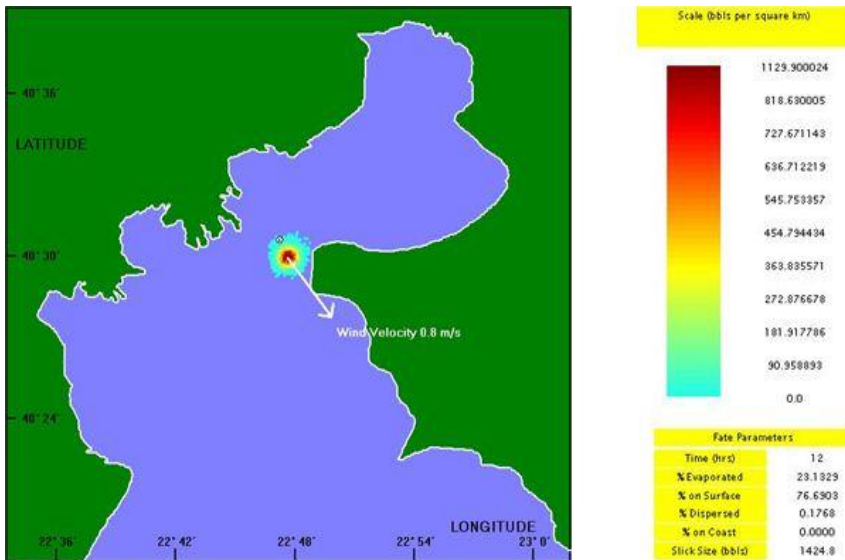 Scale (bbls per square km)
40° 36'
LATITUDE
40° 30'
Wind Velocity 0.8 m/s
40° 24'
LONGITUDE
22° 36' 22° 42' 22° 48' 22° 54' 23° 0'
1129.900024
818.630005
727.671143
636.712219
545.753357
454.794434
363.835571
272.876678
181.917786
90.958893
0.0
Fate Parameters
Time (hrs) 12
% Evaporated 23.1329
% on Surface 76.6903
% Dispersed 0.1768
% on Coast 0.0000
Slick Size (bbls) 1424.8